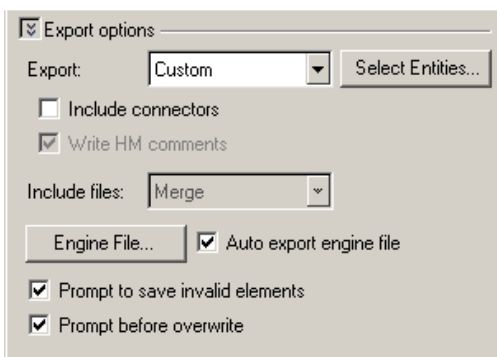 Export options
Export: Custom Select Entities...
Include connectors
Write HM comments
Include files: Merge
Engine File... Auto export engine file
Prompt to save invalid elements
Prompt before overwrite